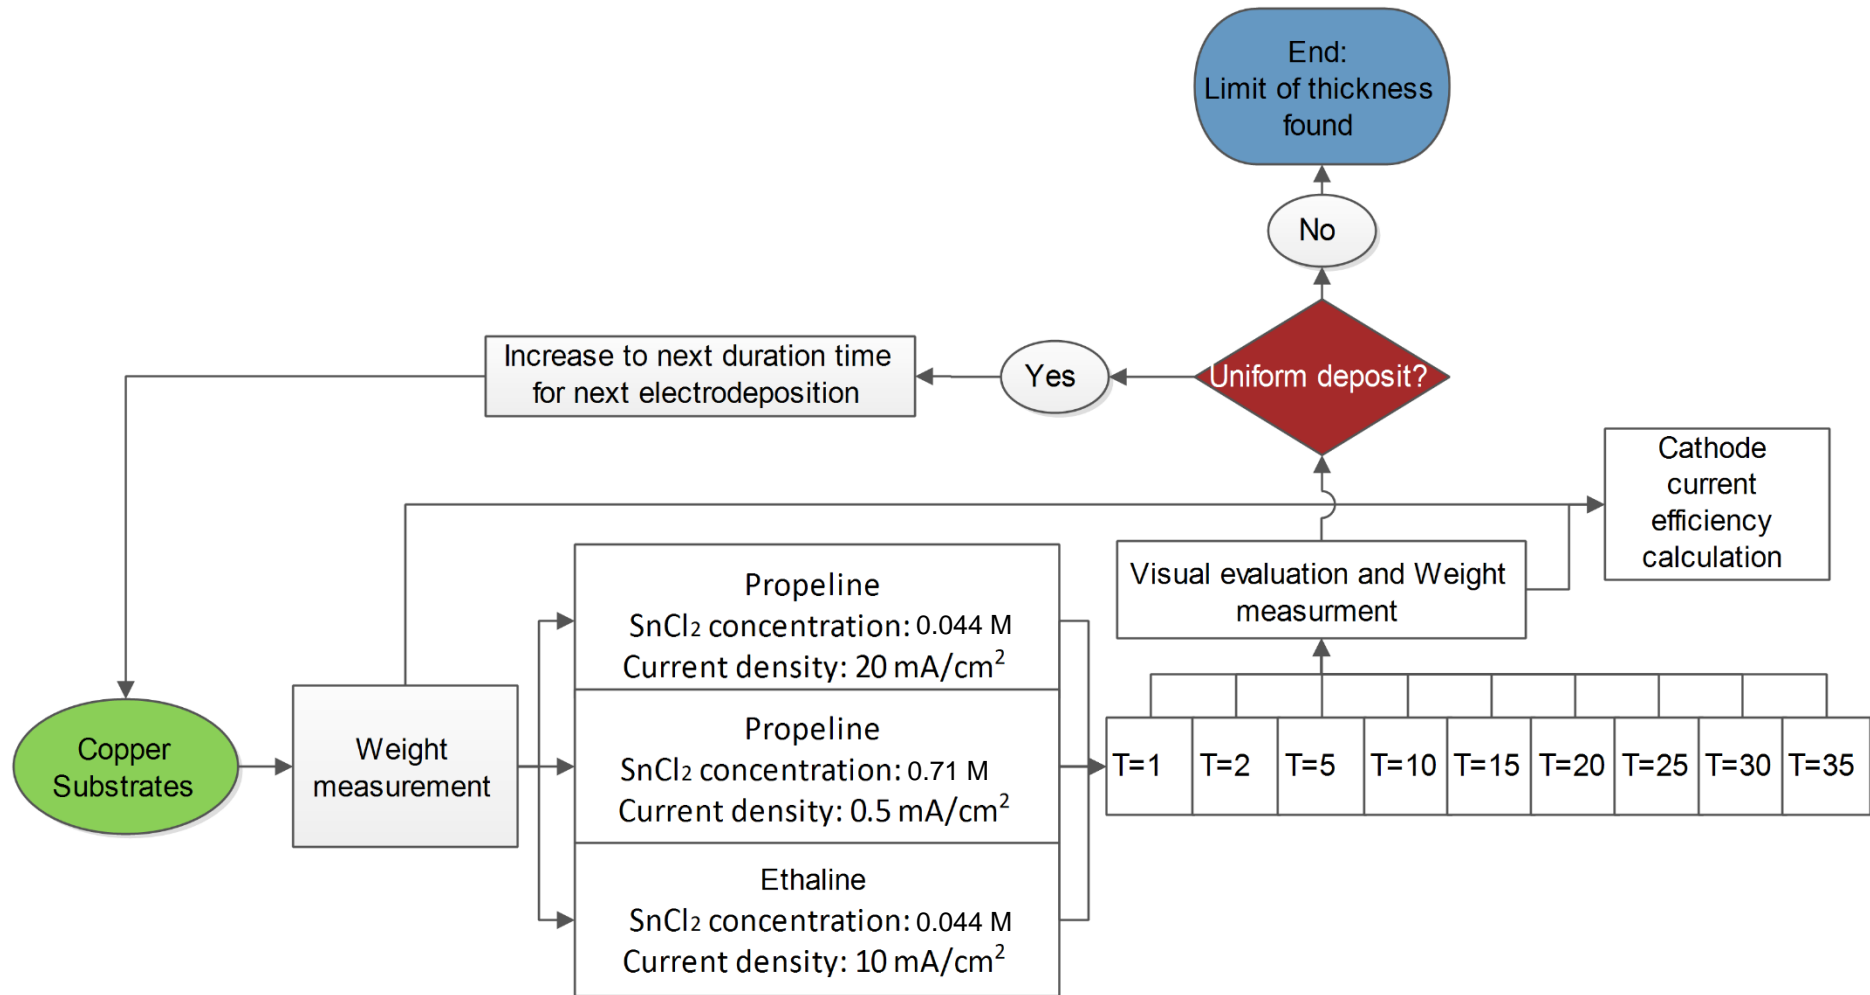 End:
Limit of thickness
found
No
Increase to next duration time
for next electrodeposition
Yes
Uniform deposit?
Cathode
current
efficiency
calculation
Visual evaluation and Weight
measurment
Propeline
SnCl₂ concentration: 0.044 M
Current density: 20 mA/cm²
Copper
Substrates
Weight
measurement
Propeline
SnCl₂ concentration: 0.71 M
Current density: 0.5 mA/cm²
T=1 T=2 T=5 T=10 T=15 T=20 T=25 T=30 T=35
Ethaline
SnCl₂ concentration: 0.044 M
Current density: 10 mA/cm²